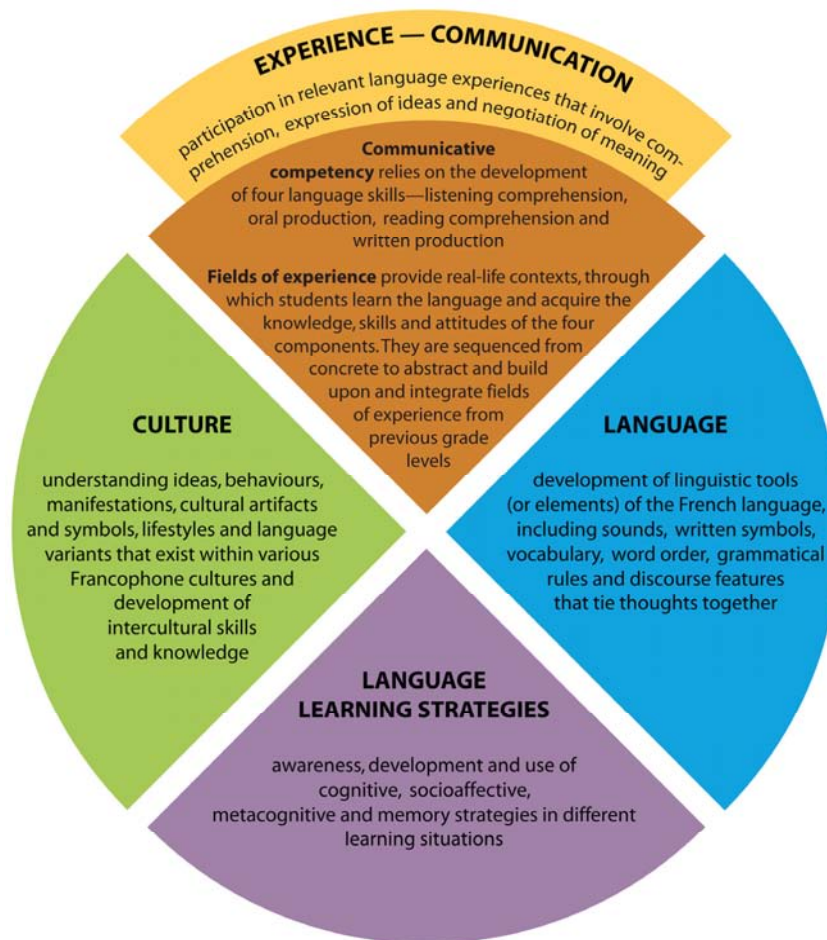 EXPERIENCE — COMMUNICATION
participation in relevant language experiences that involve com-
prehension, expression of ideas and negotiation of meaning
Communicative
competency relies on the development
of four language skills—listening comprehension,
oral production, reading comprehension and
written production
Fields of experience provide real-life contexts, through
which students learn the language and acquire the
knowledge, skills and attitudes of the four
components. They are sequenced from
concrete to abstract and build
upon and integrate fields
of experience from
previous grade
levels
CULTURE
understanding ideas, behaviours,
manifestations, cultural artifacts
and symbols, lifestyles and language
variants that exist within various
Francophone cultures and
development of
intercultural skills
and knowledge
LANGUAGE
development of linguistic tools
(or elements) of the French language,
including sounds, written symbols,
vocabulary, word order, grammatical
rules and discourse features
that tie thoughts together
LANGUAGE
LEARNING STRATEGIES
awareness, development and use of
cognitive, socioaffective,
metacognitive and memory strategies in different
learning situations